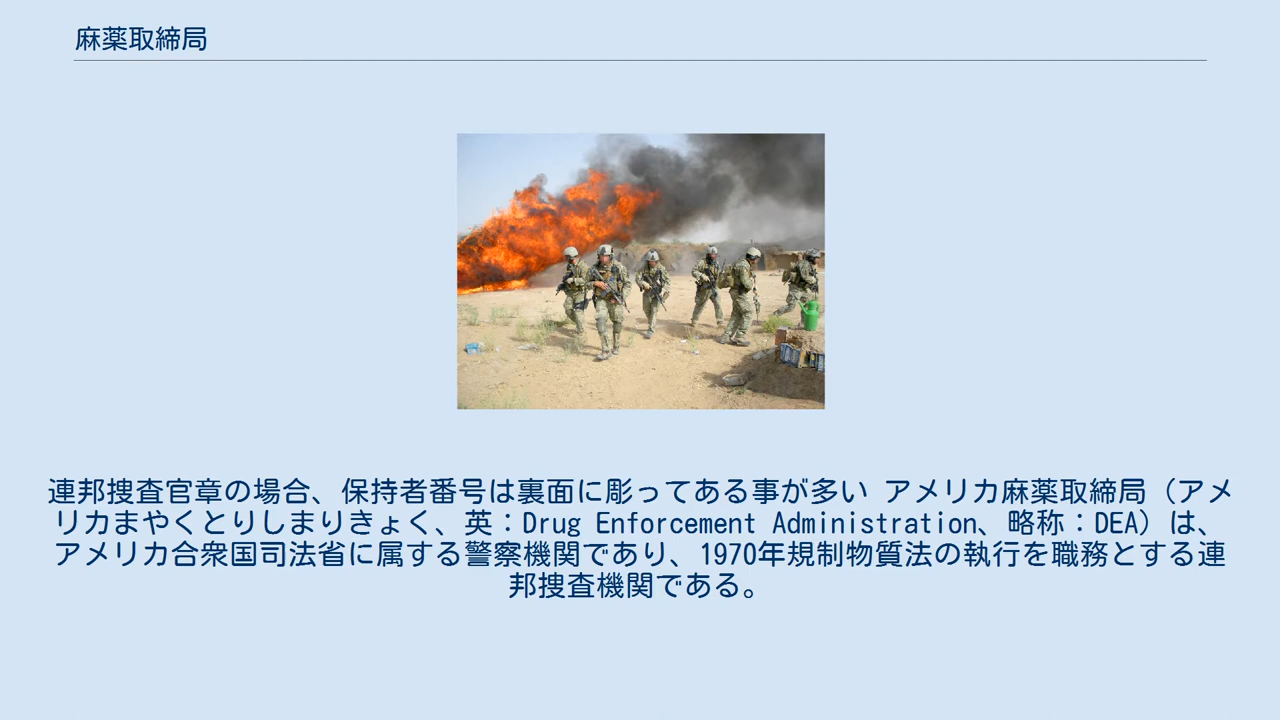 麻薬取締局
連邦捜査官章の場合、保持者番号は裏面に彫ってある事が多い アメリカ麻薬取締局（アメ
リカまやくとりしまりきょく、英：Drug Enforcement Administration、略称：DEA）は、
アメリカ合衆国司法省に属する警察機関であり、1970年規制物質法の執行を職務とする連
邦捜査機関である。